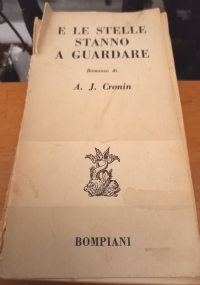 E LE STELLE
STANNO
A GUARDARE
Romanzo di
A. J. Cronin
BOMPIANI